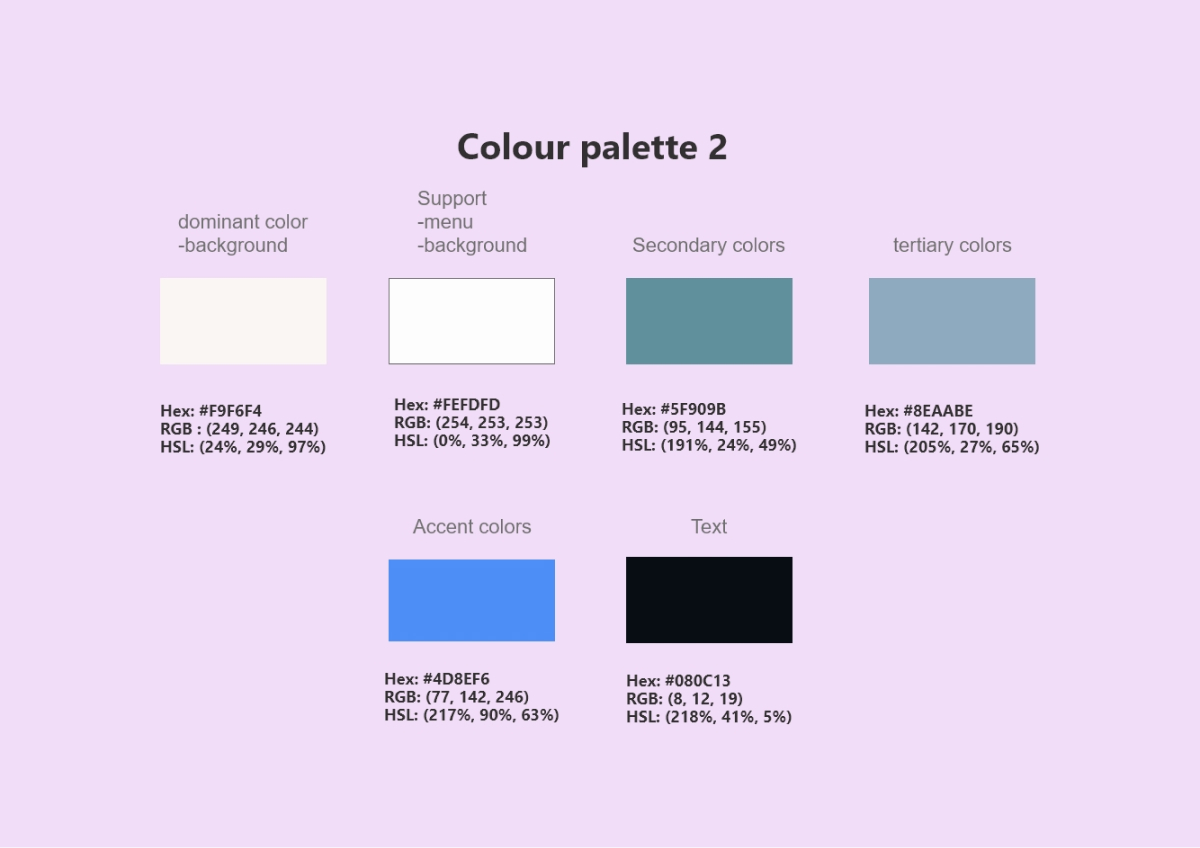 Colour palette 2
dominant color
-background
Support
-menu
-background
Secondary colors
tertiary colors
Hex: #F9F6F4
RGB : (249, 246, 244)
HSL: (24%, 29%, 97%)
Hex: #FEFDFD
RGB: (254, 253, 253)
HSL: (0%, 33%, 99%)
Hex: #5F909B
RGB: (95, 144, 155)
HSL: (191%, 24%, 49%)
Hex: #8EAABE
RGB: (142, 170, 190)
HSL: (205%, 27%, 65%)
Accent colors
Text
Hex: #4D8EF6
RGB: (77, 142, 246)
HSL: (217%, 90%, 63%)
Hex: #080C13
RGB: (8, 12, 19)
HSL: (218%, 41%, 5%)